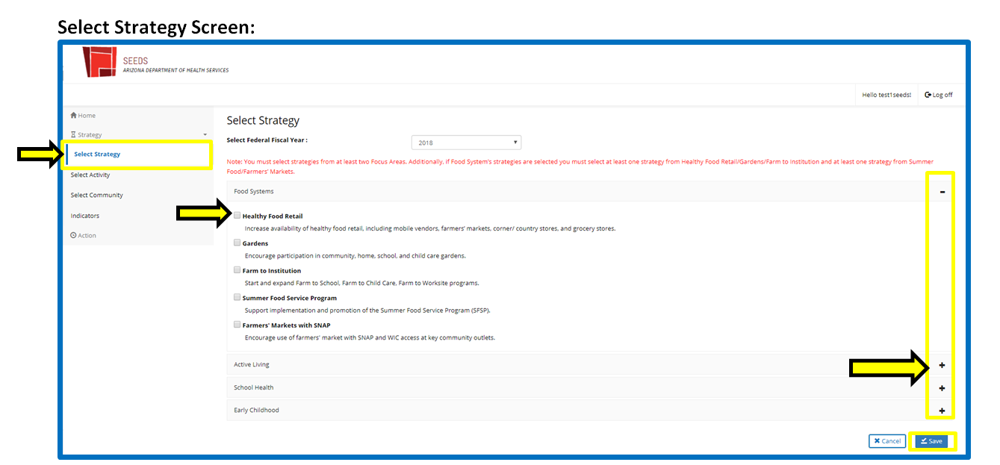 Select Strategy Screen:
SEEDS
ARIZONA DEPARTMENT OF HEALTH SERVICES
Hello test1seeds!
Log off
Home
Strategy
Select Strategy
Select Activity
Select Community
Indicators
Action
Select Strategy
Select Federal Fiscal Year :
2018
Note: You must select strategies from at least two Focus Areas. Additionally, if Food System's strategies are selected you must select at least one strategy from Healthy Food Retail/Gardens/Farm to Institution and at least one strategy from Summer
Food/Farmers' Markets.
Food Systems
Healthy Food Retail
Increase availability of healthy food retail, including mobile vendors, farmers' markets, corner/ country stores, and grocery stores.
Gardens
Encourage participation in community, home, school, and child care gardens.
Farm to Institution
Start and expand Farm to School, Farm to Child Care, Farm to Worksite programs.
Summer Food Service Program
Support implementation and promotion of the Summer Food Service Program (SFSP).
Farmers' Markets with SNAP
Encourage use of farmers' market with SNAP and WIC access at key community outlets.
Active Living
School Health
Early Childhood
Cancel
Save